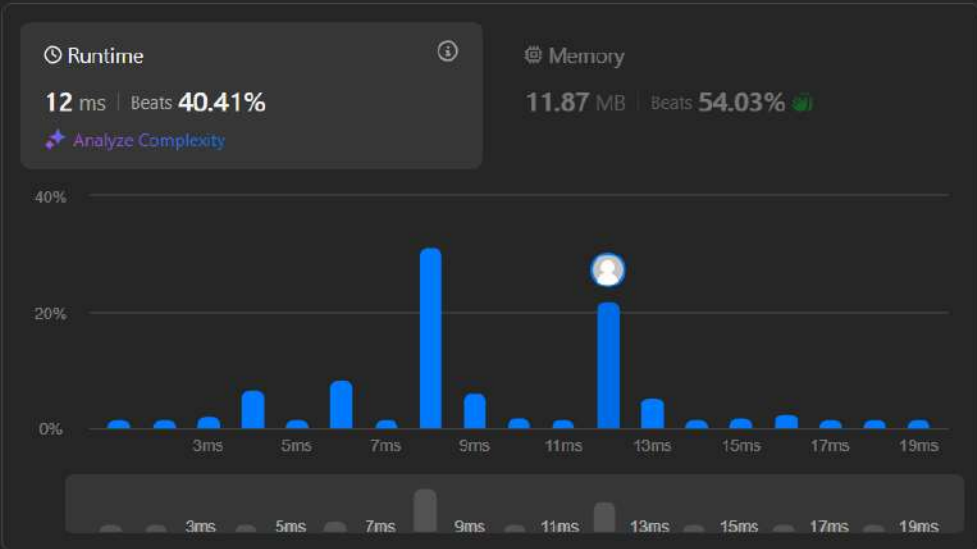 Runtime
12 ms | Beats 40.41%
Analyze Complexity
Memory
11.87 MB | Beats 54.03%
40%
20%
0%
3ms 5ms 7ms 9ms 11ms 13ms 15ms 17ms 19ms
3ms 5ms 7ms 9ms 11ms 13ms 15ms 17ms 19ms